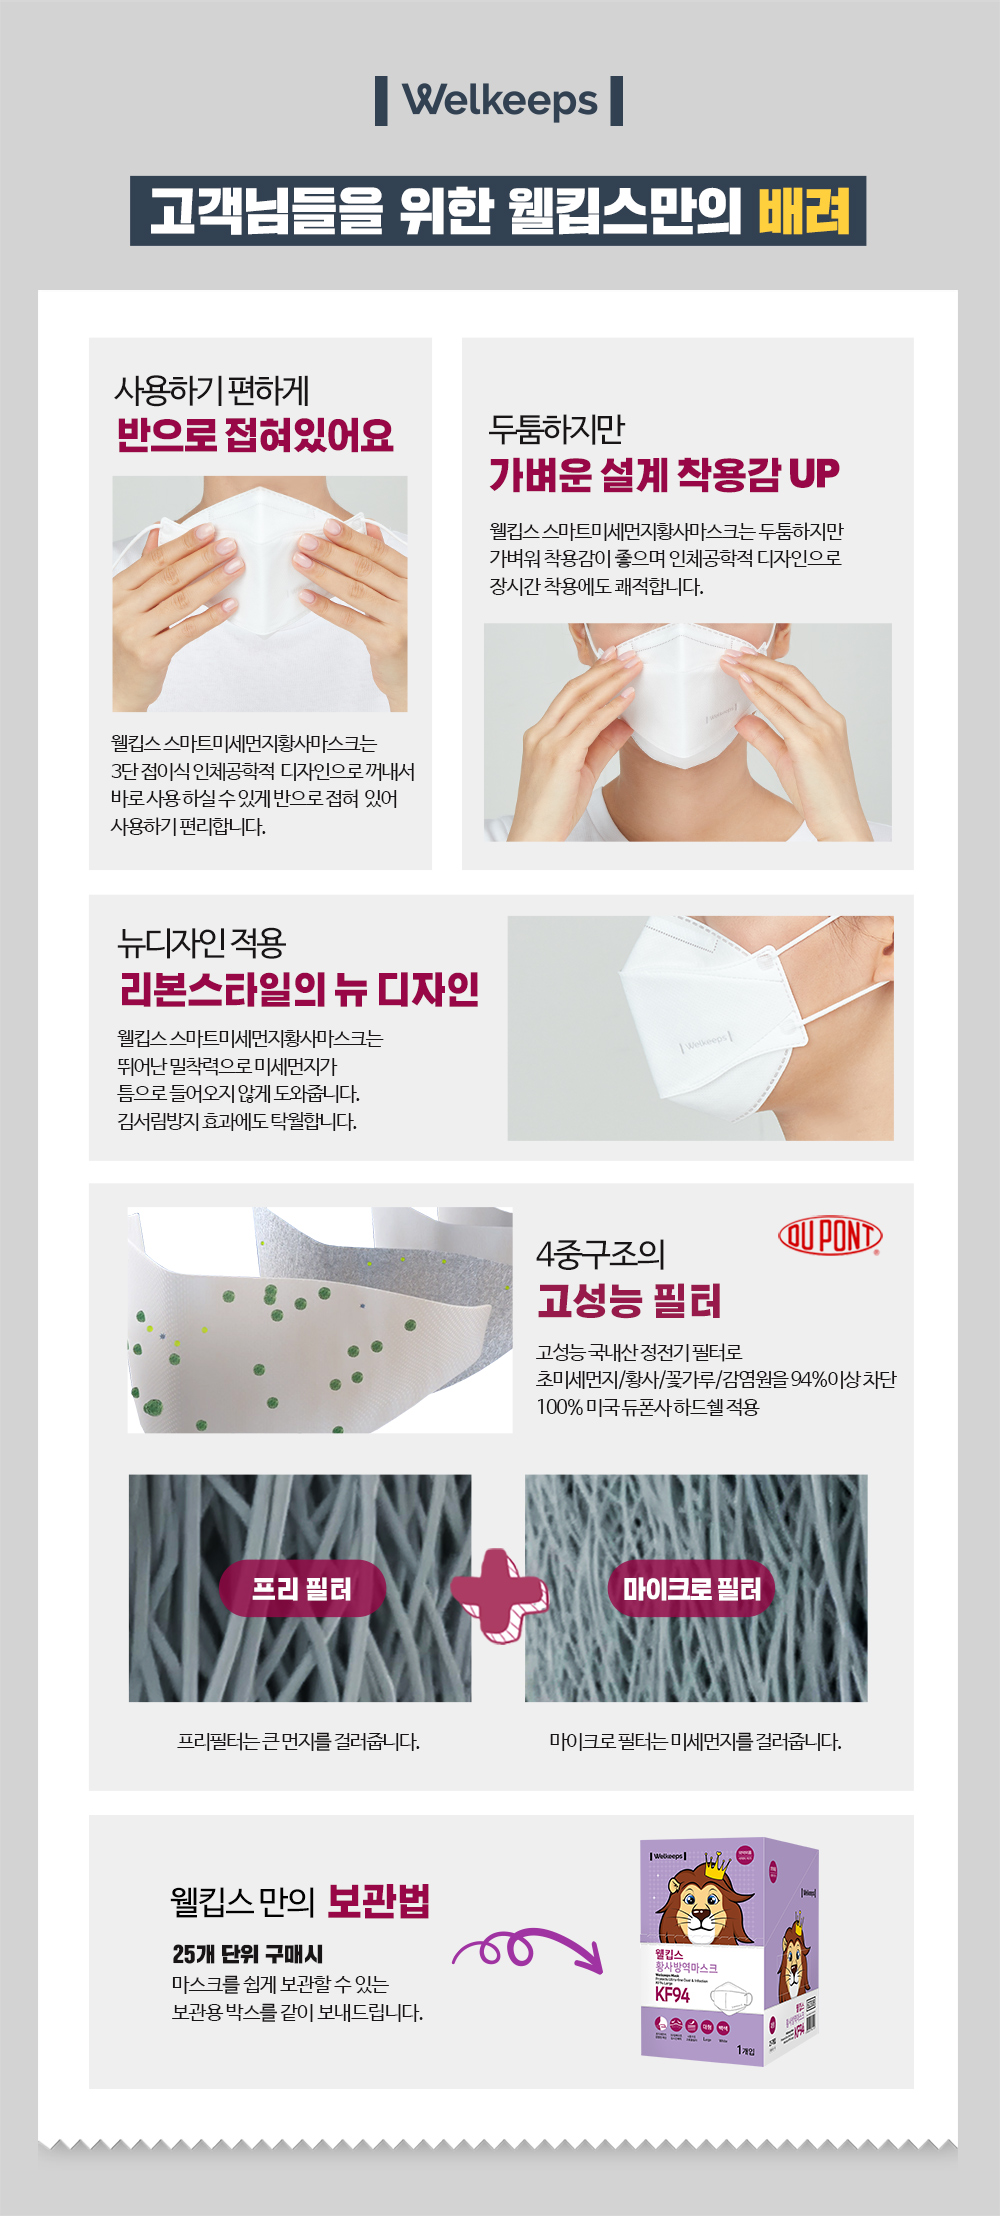 Welkeeps
고객님들을 위한 웰킵스만의 배려
사용하기 편하게
반으로 접혀있어요
웰킵스 스마트미세먼지황사마스크는
3단 접이식 인체공학적 디자인으로 꺼내서
바로 사용 하실 수 있게 반으로 접혀 있어
사용하기 편리합니다.
두툼하지만
가벼운 설계 착용감 UP
웰킵스 스마트미세먼지황사마스크는 두툼하지만
가벼워 착용감이 좋으며 인체공학적 디자인으로
장시간 착용에도 쾌적합니다.
Welkeeps
뉴디자인 적용
리본스타일의 뉴 디자인
웰킵스 스마트미세먼지황사마스크는
뛰어난 밀착력으로 미세먼지가
틈으로 들어오지 않게 도와줍니다.
김서림방지 효과에도 탁월합니다.
Welkeeps
DU PONT
4중구조의
고성능 필터
고성능 국내산 정전기 필터로
초미세먼지/황사/꽃가루/감염원을 94%이상 차단
100% 미국 듀폰사 하드쉘 적용
프리 필터
마이크로 필터
프리필터는 큰 먼지를 걸러줍니다.
마이크로 필터는 미세먼지를 걸러줍니다.
웰킵스 만의 보관법
25개 단위 구매시
마스크를 쉽게 보관할 수 있는
보관용 박스를 같이 보내드립니다.
Welkeeps
웰킵스
황사방역마스크
KF94
대형
백색
1개입
웰킵스
황사방역마스크
KF94